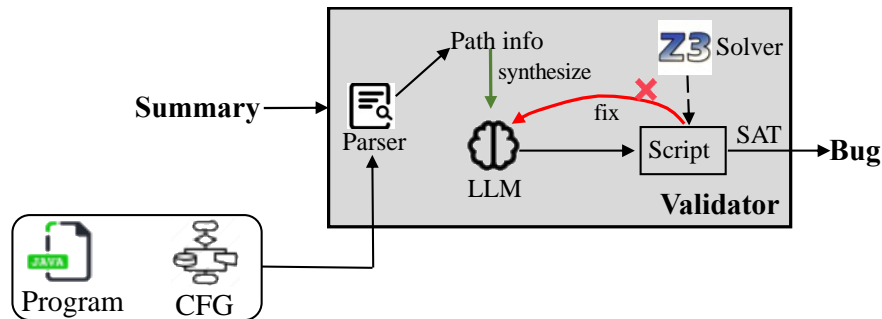 Path info
Z3 Solver
synthesize
Summary
fix
Parser
Script
SAT
Bug
LLM
Validator
JAVA
Program
CFG